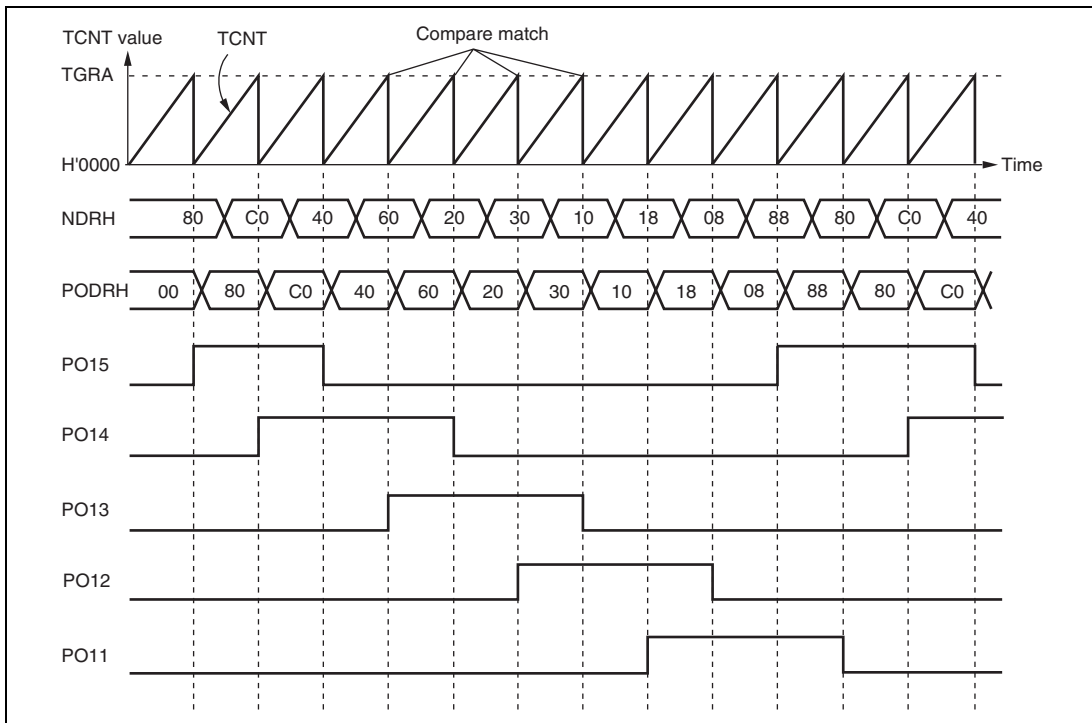 TCNT value
TCNT
Compare match
TGRA
H'0000
Time
NDRH
80 C0 40 60 20 30 10 18 08 88 80 C0 40
PODRH
00 80 C0 40 60 20 30 10 18 08 88 80 C0
PO15
PO14
PO13
PO12
PO11